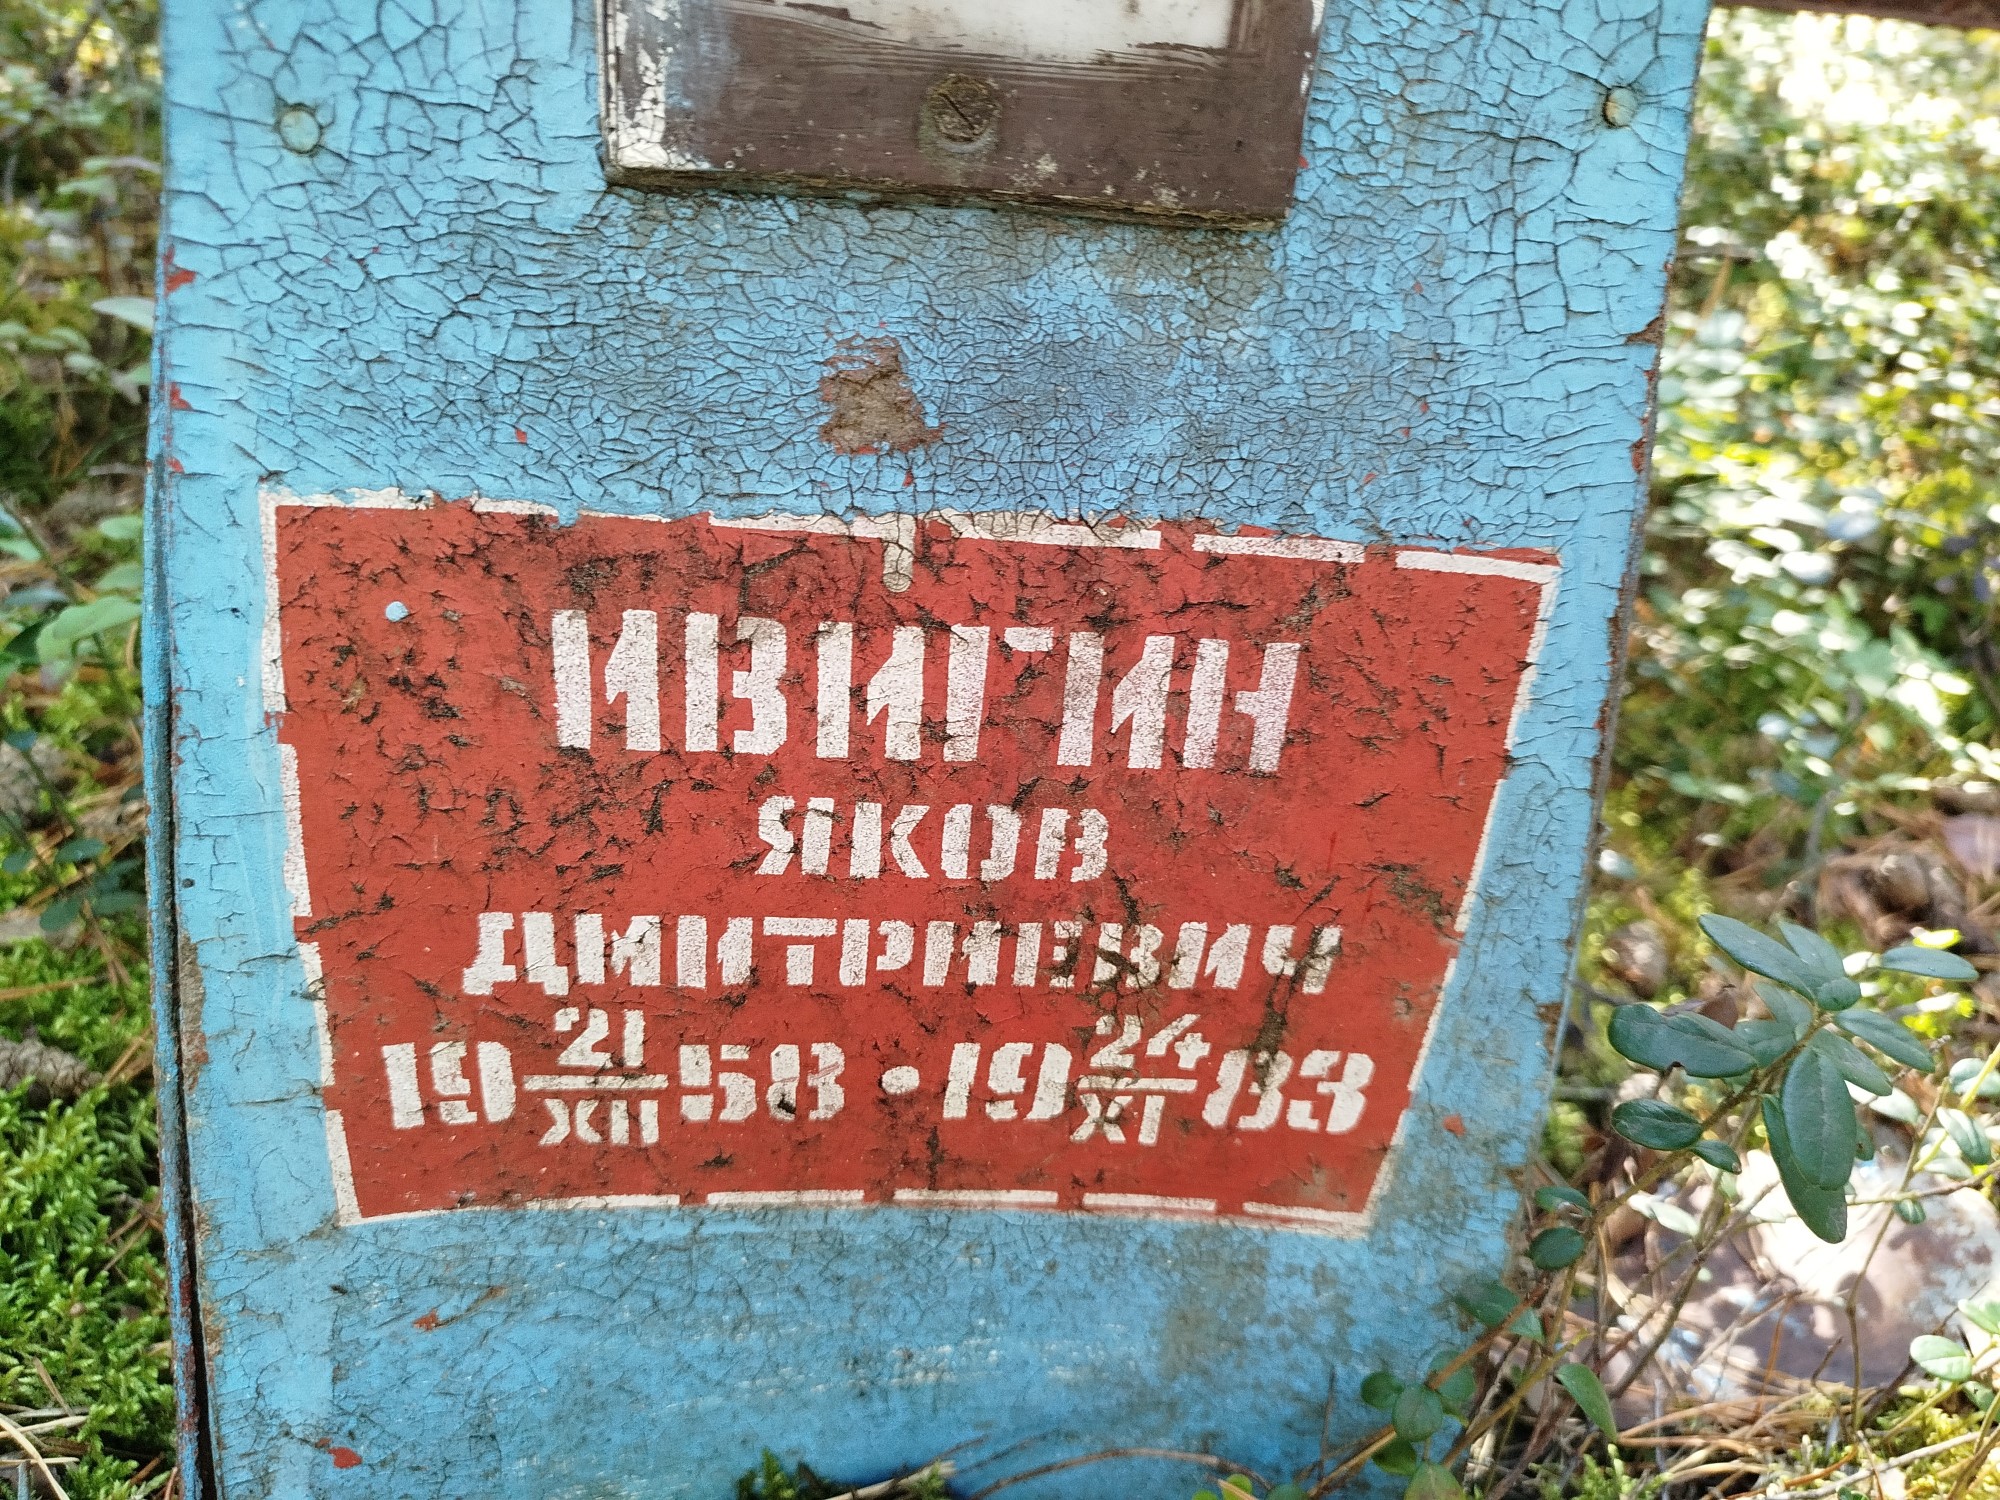 ИВИГИН
ЯКОВ
ДМИТРИЕВИЧ
19 21/XII 58 • 19 24/XI 83